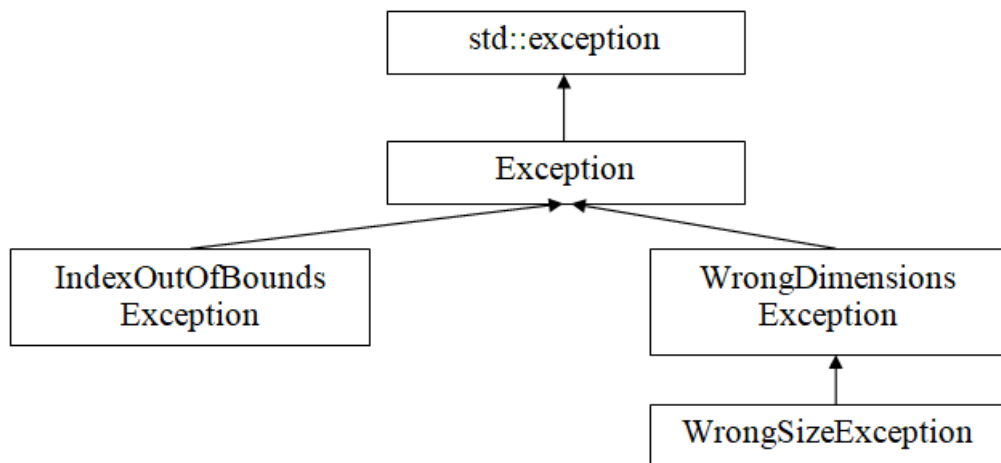 std::exception
Exception
IndexOutOfBounds
Exception
WrongDimensions
Exception
WrongSizeException